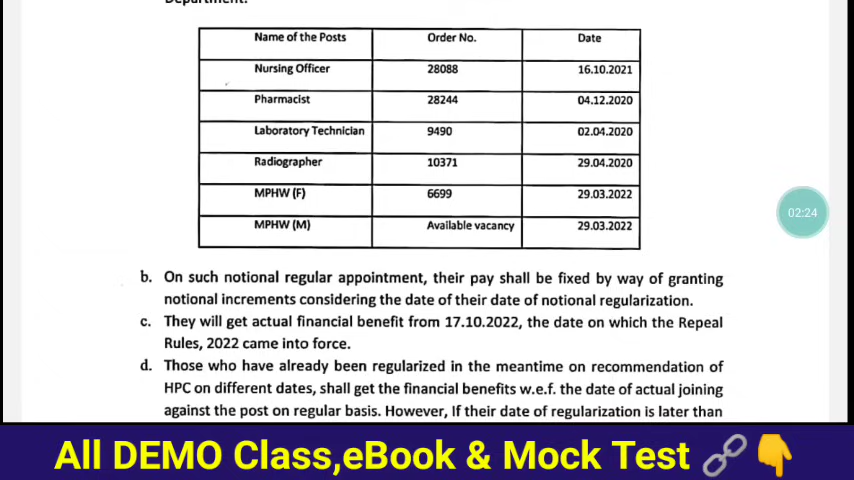 Department:
Name of the Posts Order No. Date
Nursing Officer 28088 16.10.2021
Pharmacist 28244 04.12.2020
Laboratory Technician 9490 02.04.2020
Radiographer 10371 29.04.2020
MPHW (F) 6699 29.03.2022
MPHW (M) Available vacancy 29.03.2022
02:24
b. On such notional regular appointment, their pay shall be fixed by way of granting
notional increments considering the date of their date of notional regularization.
c. They will get actual financial benefit from 17.10.2022, the date on which the Repeal
Rules, 2022 came into force.
d. Those who have already been regularized in the meantime on recommendation of
HPC on different dates, shall get the financial benefits w.e.f. the date of actual joining
against the post on regular basis. However, If their date of regularization is later than
All DEMO Class,eBook & Mock Test 🔗👇